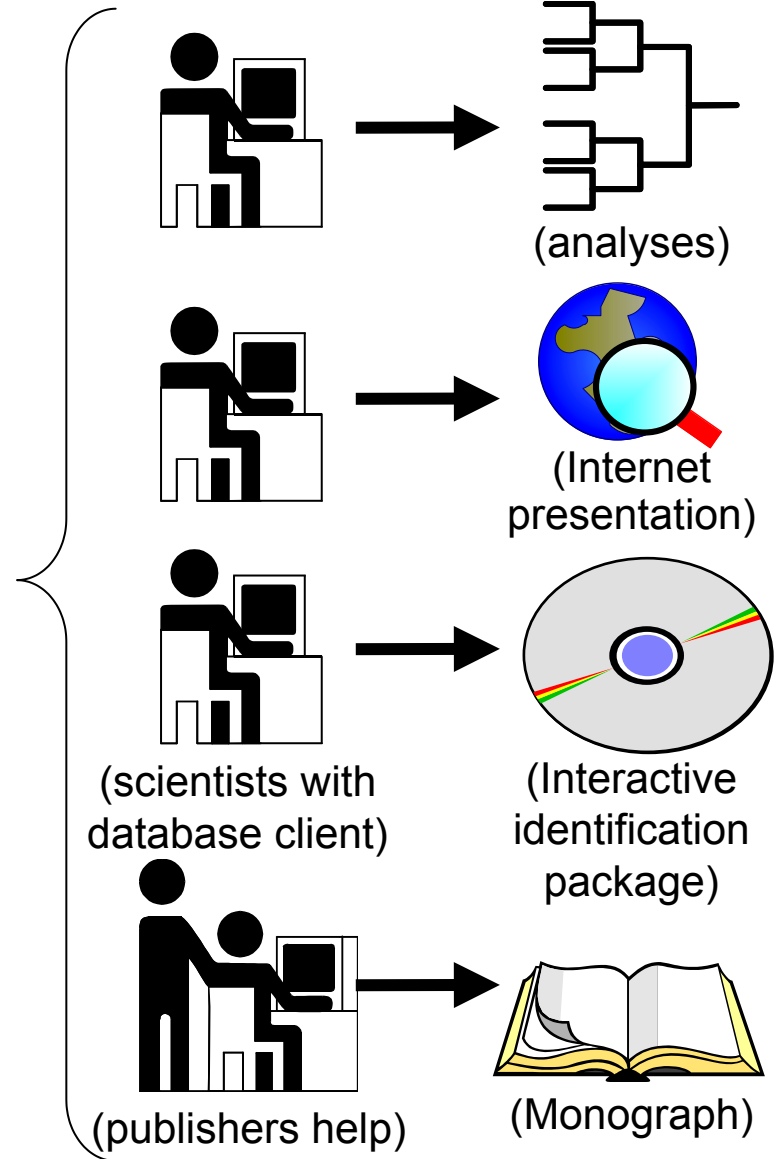 (analyses)
(Internet
presentation)
(scientists with
database client)
(Interactive
identification
package)
(publishers help)
(Monograph)